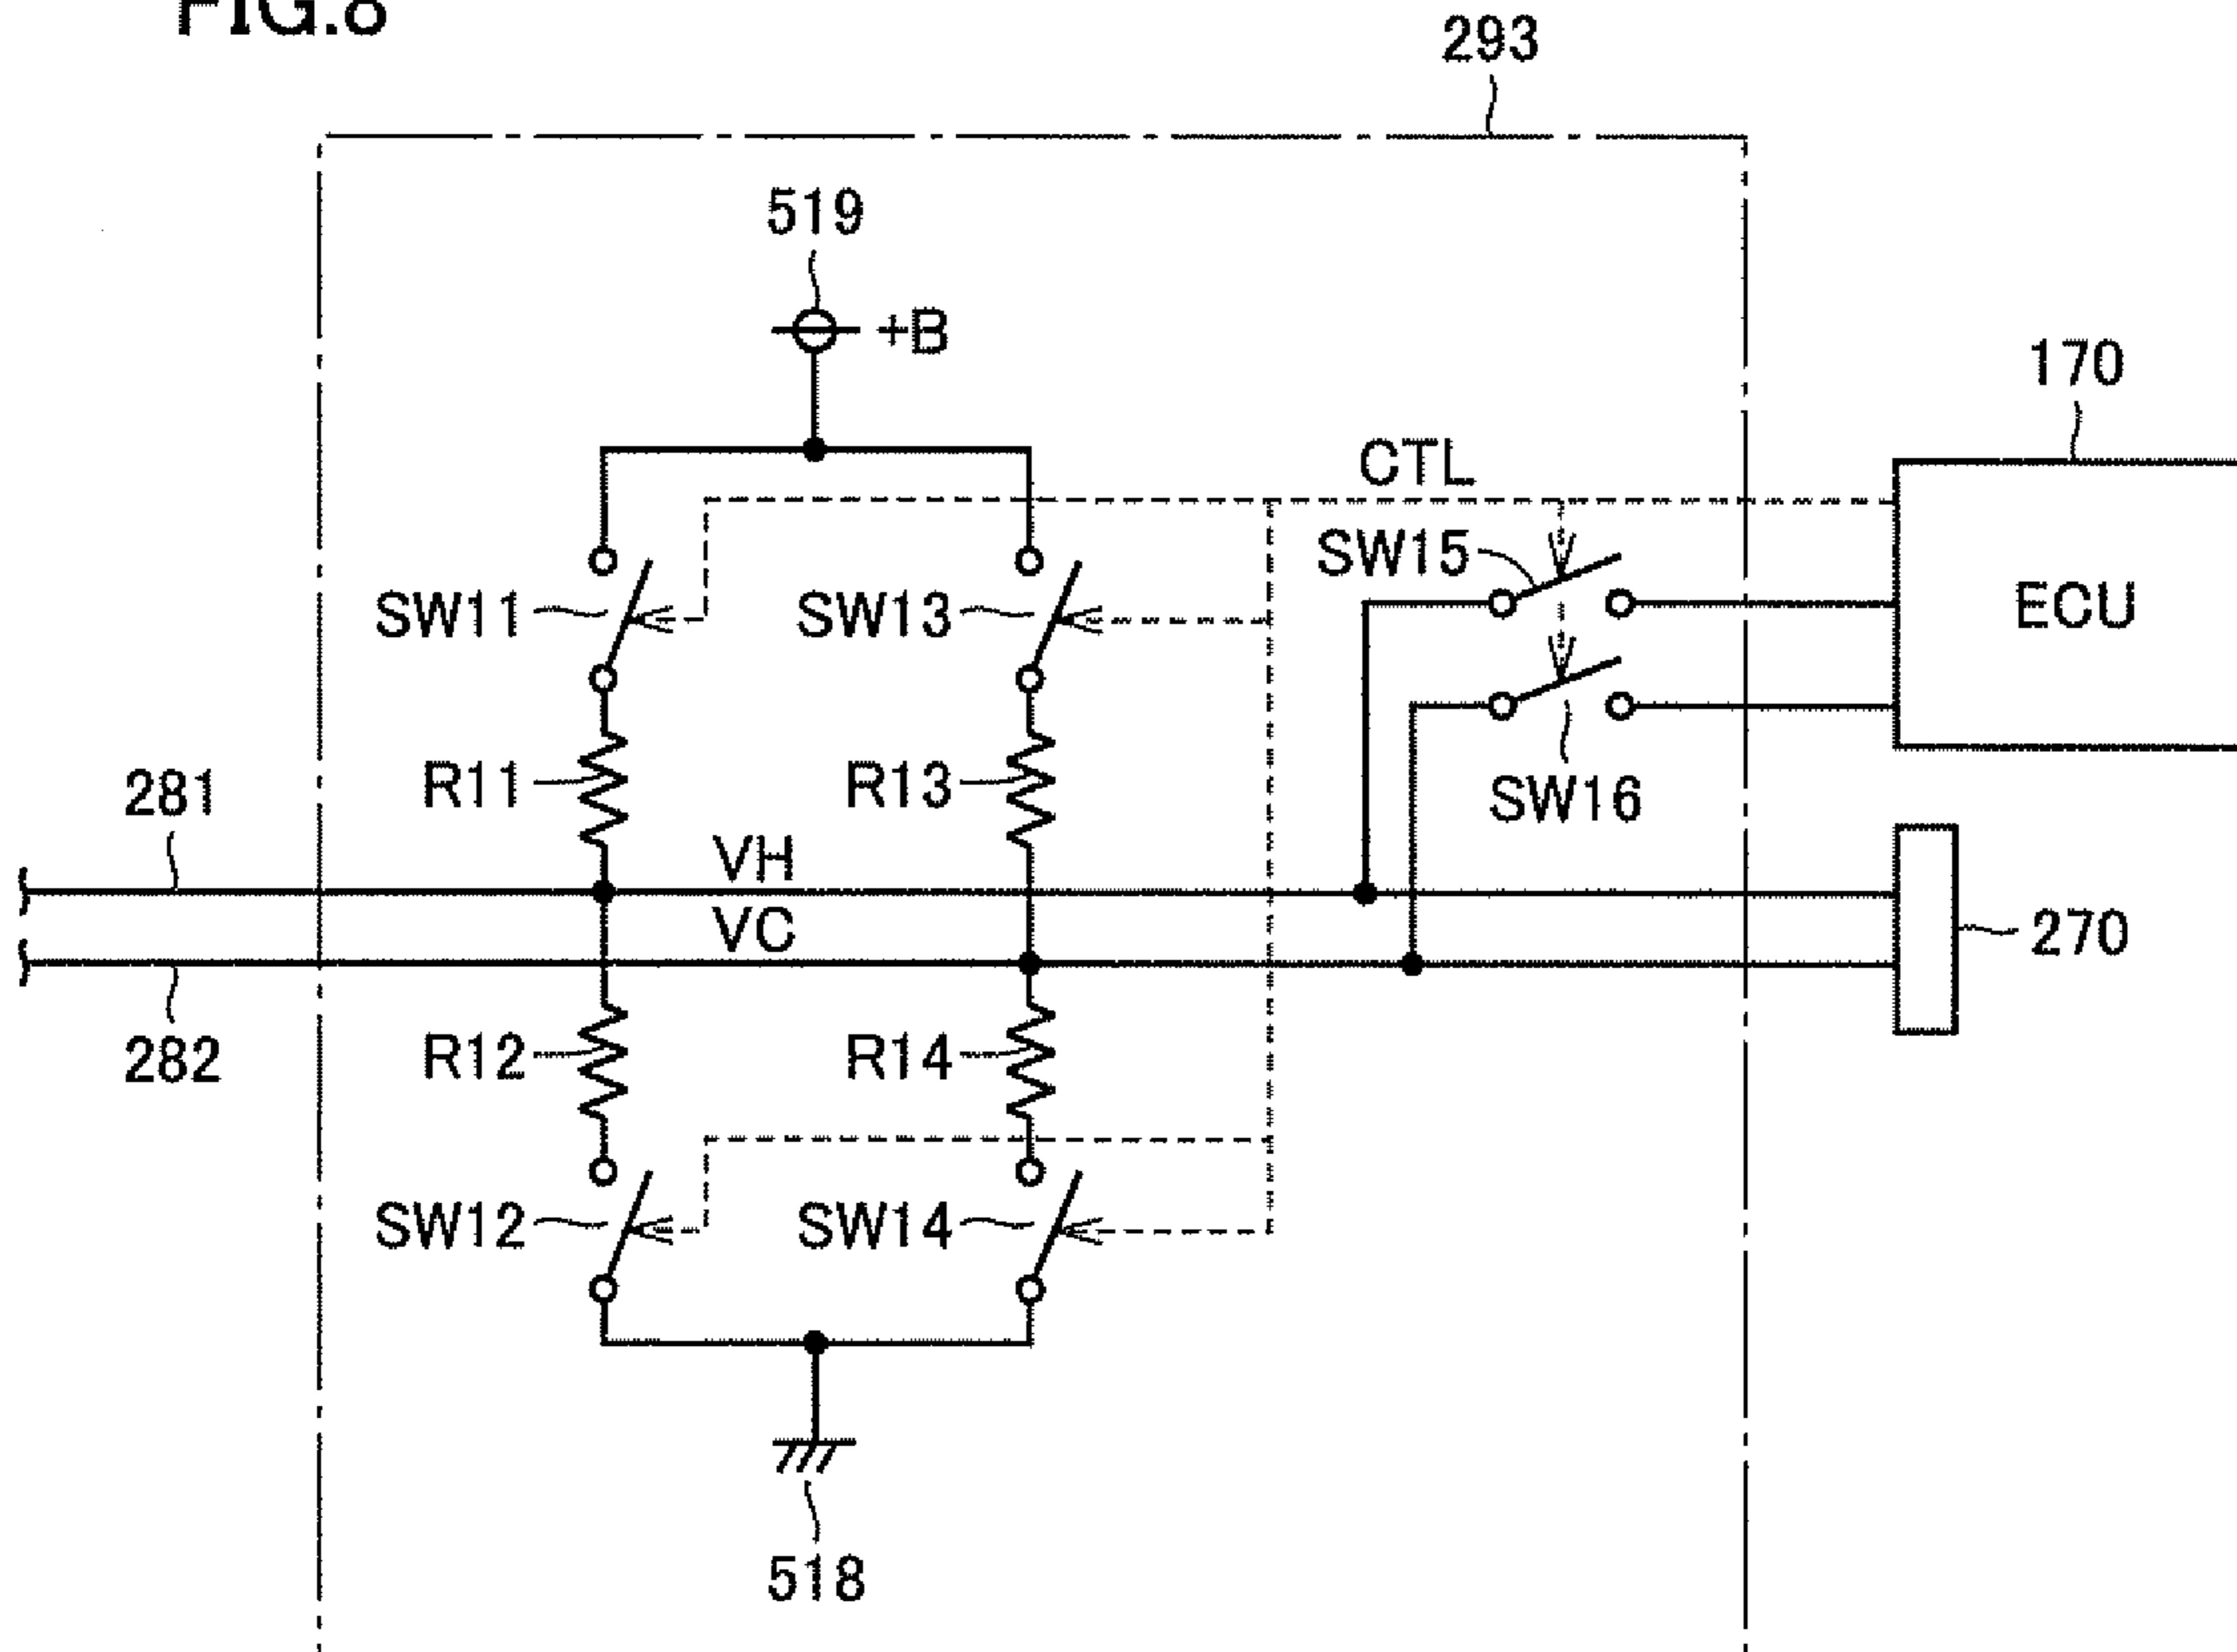 FIG.8
293
519
+B
170
CTL
SW15
ECU
SW11
SW13
SW16
R11
R13
281
VH
VC
270
282
R12
R14
SW12
SW14
518